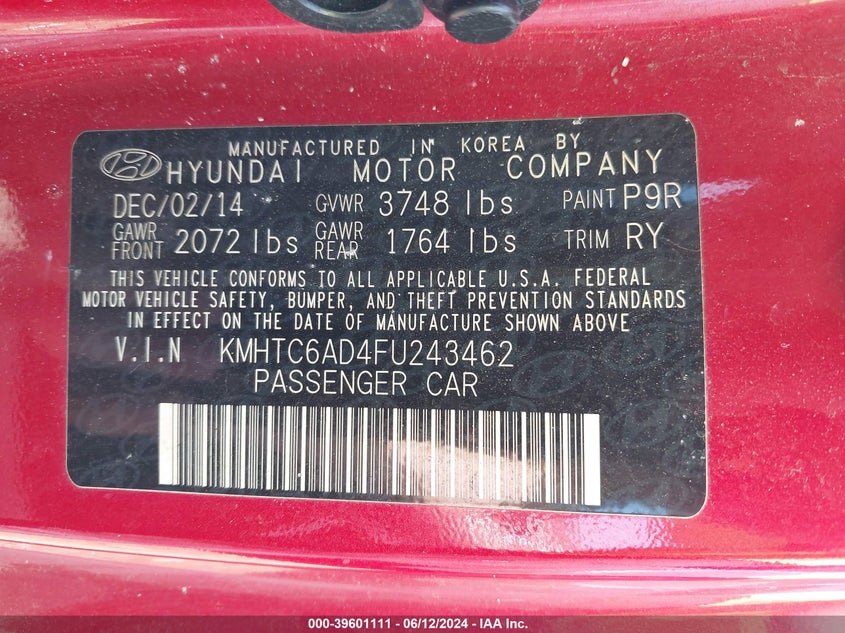 MANUFACTURED IN KOREA BY
HYUNDAI MOTOR COMPANY
DEC/02/14 GVWR 3748 lbs PAINT P9R
GAWR FRONT 2072 lbs GAWR REAR 1764 lbs TRIM RY
THIS VEHICLE CONFORMS TO ALL APPLICABLE U.S.A. FEDERAL
MOTOR VEHICLE SAFETY, BUMPER, AND THEFT PREVENTION STANDARDS
IN EFFECT ON THE DATE OF MANUFACTURE SHOWN ABOVE
V.I.N KMHTC6AD4FU243462
PASSENGER CAR
000-39601111 - 06/12/2024 - IAA Inc.